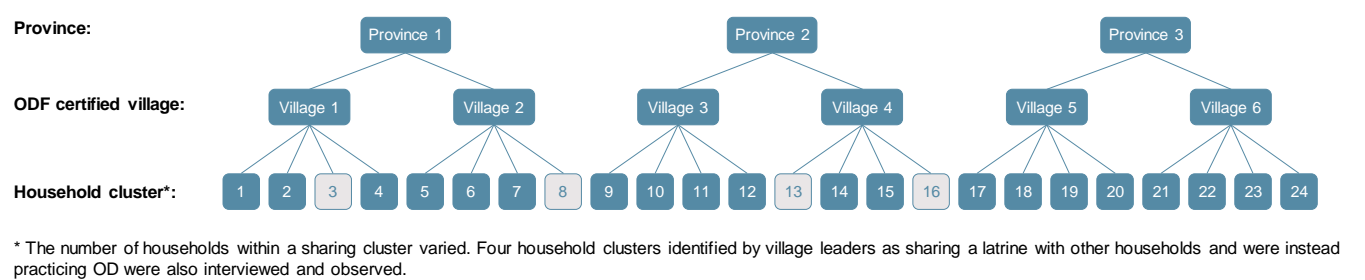 Province: Province 1 Province 2 Province 3
ODF certified village: Village 1 Village 2 Village 3 Village 4 Village 5 Village 6
Household cluster*: 1 2 3 4 5 6 7 8 9 10 11 12 13 14 15 16 17 18 19 20 21 22 23 24
* The number of households within a sharing cluster varied. Four household clusters identified by village leaders as sharing a latrine with other households and were instead
practicing OD were also interviewed and observed.